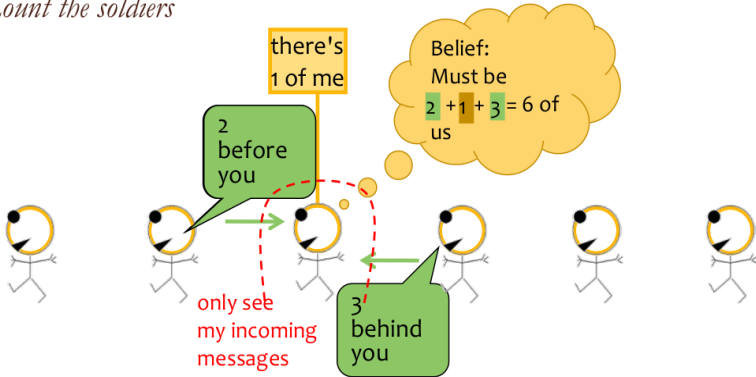 ount the soldiers
there's
1 of me
Belief:
Must be
2 +1+ 3 = 6 of
us
2
before
you
only see
my incoming
messages
3
behind
you